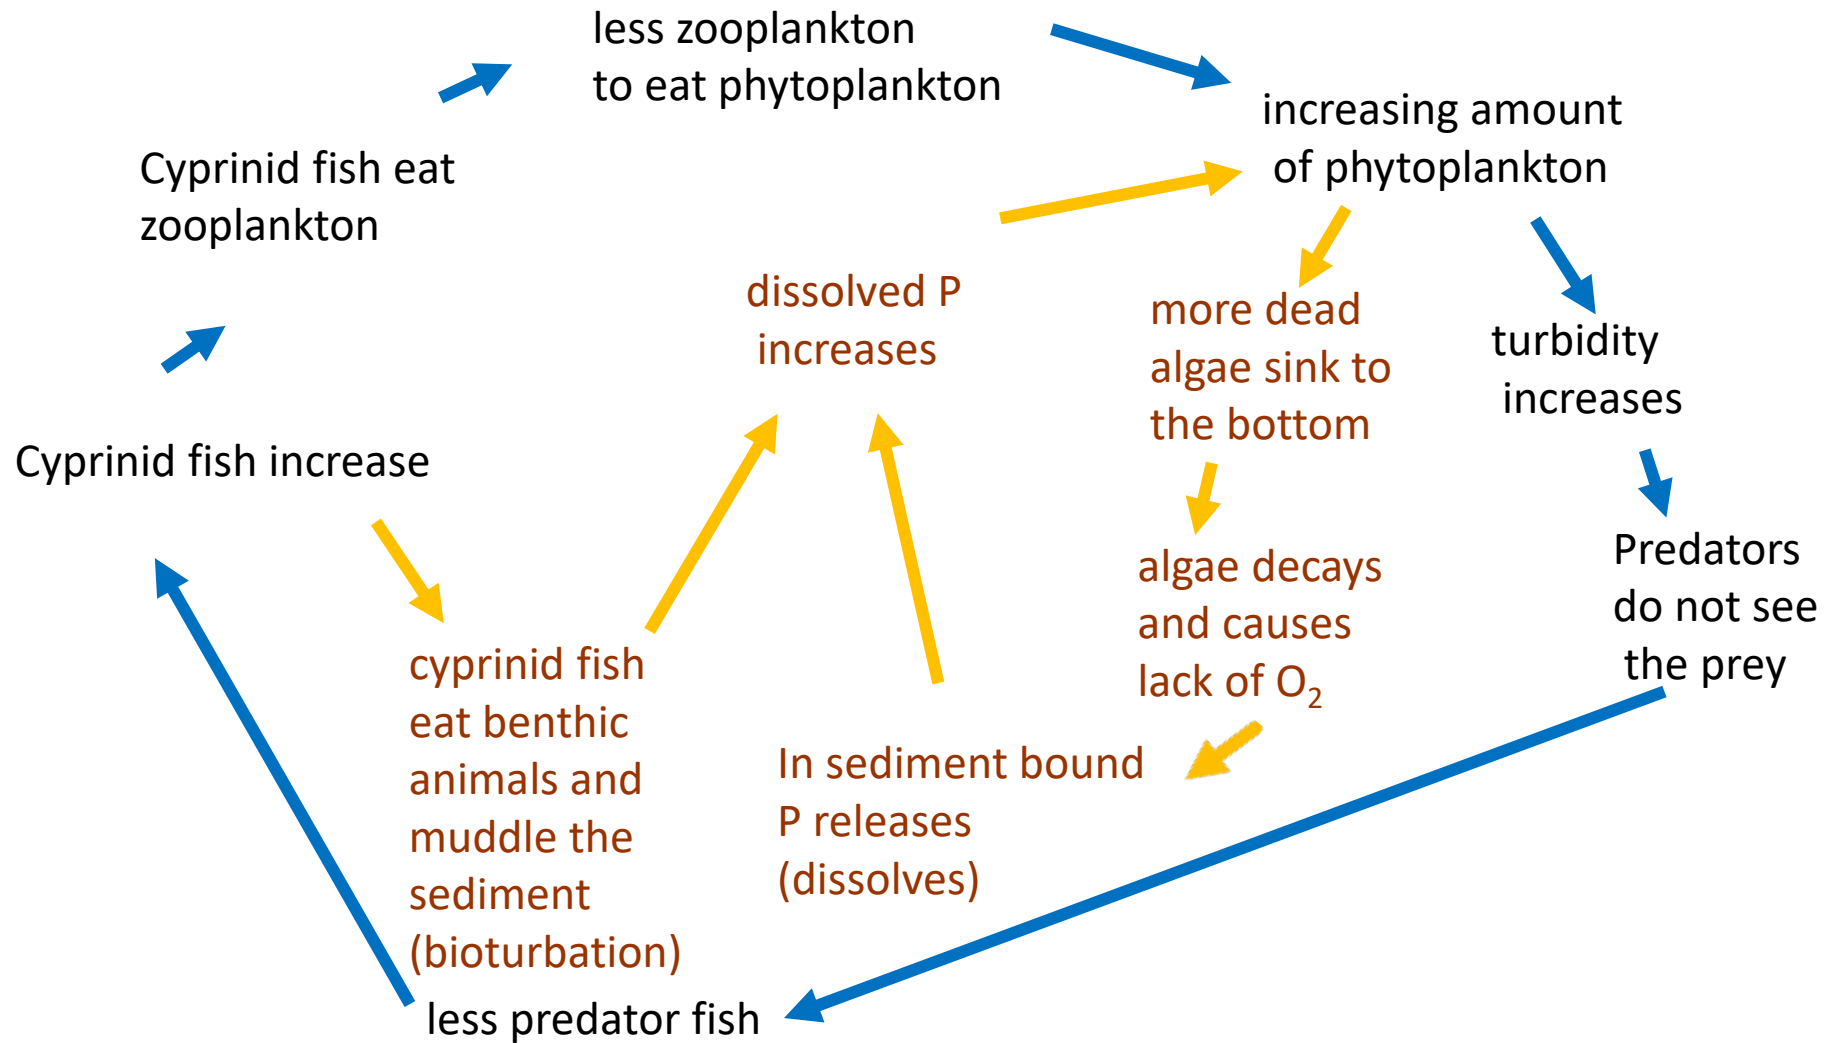 less zooplankton
to eat phytoplankton
increasing amount
of phytoplankton
Cyprinid fish eat
zooplankton
dissolved P
increases
more dead
algae sink to
the bottom
turbidity
increases
Cyprinid fish increase
algae decays
and causes
lack of O₂
Predators
do not see
the prey
cyprinid fish
eat benthic
animals and
muddle the
sediment
(bioturbation)
In sediment bound
P releases
(dissolves)
less predator fish